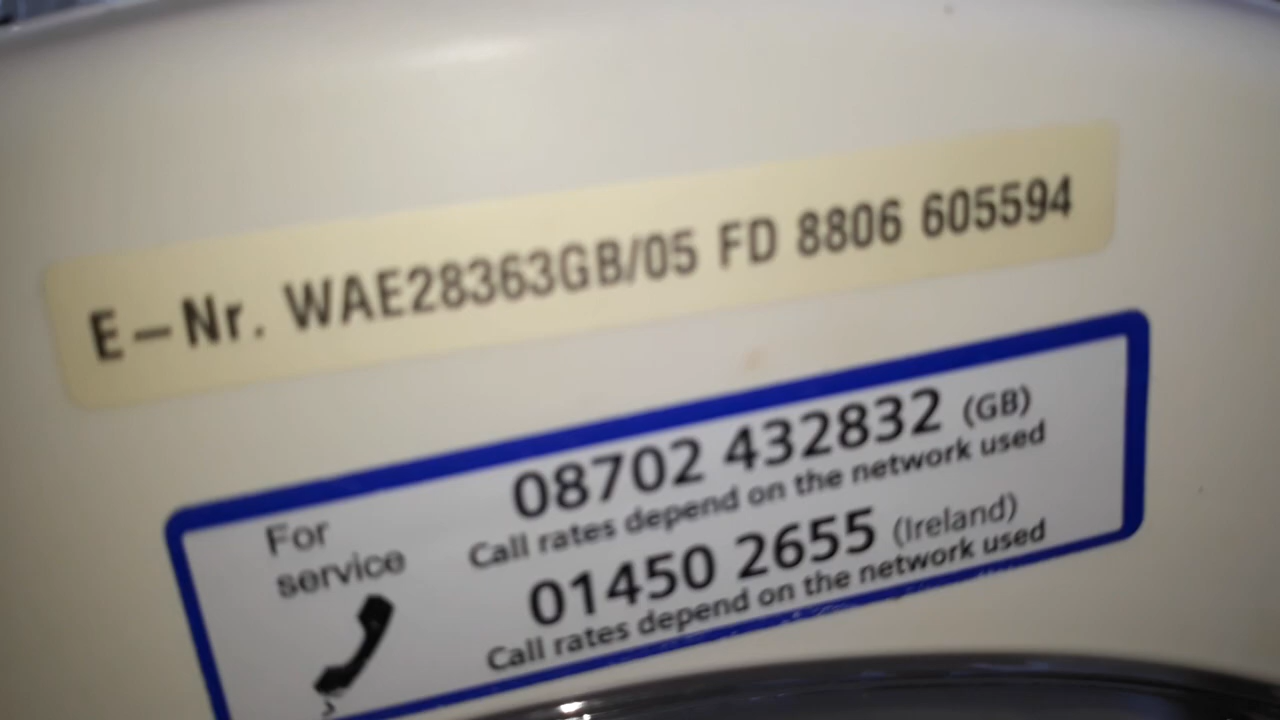 E-Nr. WAE28363GB/05 FD 8806 605594
For service
08702 432832 (GB)
Call rates depend on the network used
01450 2655 (Ireland)
Call rates depend on the network used